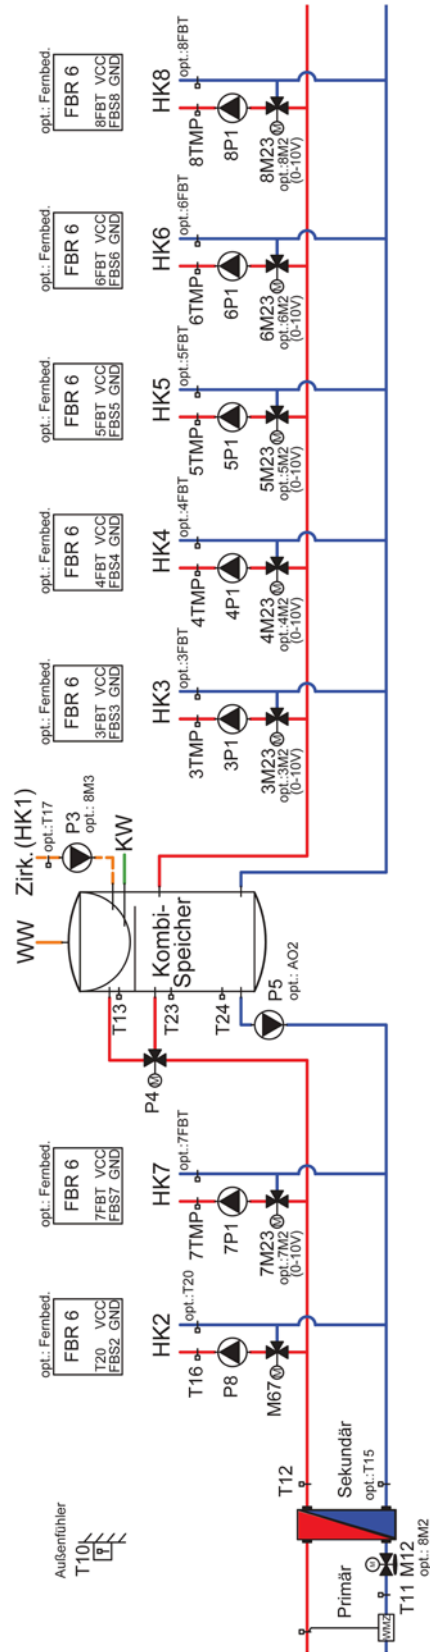 Außenfühler
T10
T
Primär
WMZ
T11
M12
M
opt.: 8M2
T12
Sekundär
opt.:T15
opt.: Fernbed.
FBR 6
T20 VCC
FBS2 GND
HK2
opt.:T20
T16
P8
M67
M
opt.: Fernbed.
FBR 6
7FBT VCC
FBS7 GND
HK7
opt.:7FBT
7TMP
7P1
7M23
M
opt.:7M2
(0-10V)
P4
M
WW
Zirk.(HK1)
opt.:T17
P3
opt.: 8M3
KW
T13
Kombi-
Speicher
T23
T24
P5
opt.: AO2
opt.: Fernbed.
FBR 6
3FBT VCC
FBS3 GND
HK3
opt.:3FBT
3TMP
3P1
3M23
M
opt.:3M2
(0-10V)
opt.: Fernbed.
FBR 6
4FBT VCC
FBS4 GND
HK4
opt.:4FBT
4TMP
4P1
4M23
M
opt.:4M2
(0-10V)
opt.: Fernbed.
FBR 6
5FBT VCC
FBS5 GND
HK5
opt.:5FBT
5TMP
5P1
5M23
M
opt.:5M2
(0-10V)
opt.: Fernbed.
FBR 6
6FBT VCC
FBS6 GND
HK6
opt.:6FBT
6TMP
6P1
6M23
M
opt.:6M2
(0-10V)
opt.: Fernbed.
FBR 6
8FBT VCC
FBS8 GND
HK8
opt.:8FBT
8TMP
8P1
8M23
M
opt.:8M2
(0-10V)